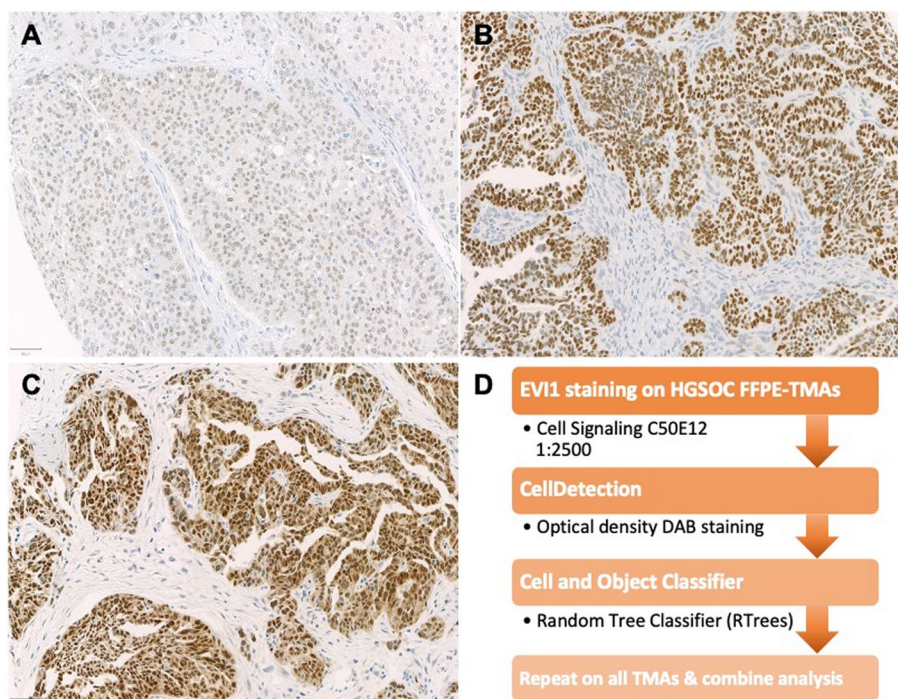 A
B
C
D
EVI1 staining on HGSOC FFPE-TMAs
• Cell Signaling C50E12
1:2500
CellDetection
• Optical density DAB staining
Cell and Object Classifier
• Random Tree Classifier (RTrees)
Repeat on all TMAs & combine analysis